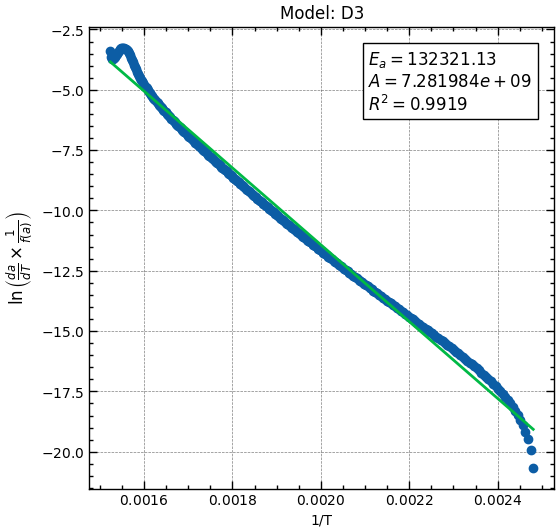 Model: D3
−2.5
−5.0
−7.5
−10.0
−12.5
−15.0
−17.5
−20.0
ln(da/dT × 1/f(a))
E_a = 132321.13
A = 7.281984e + 09
R² = 0.9919
0.0016 0.0018 0.0020 0.0022 0.0024
1/T